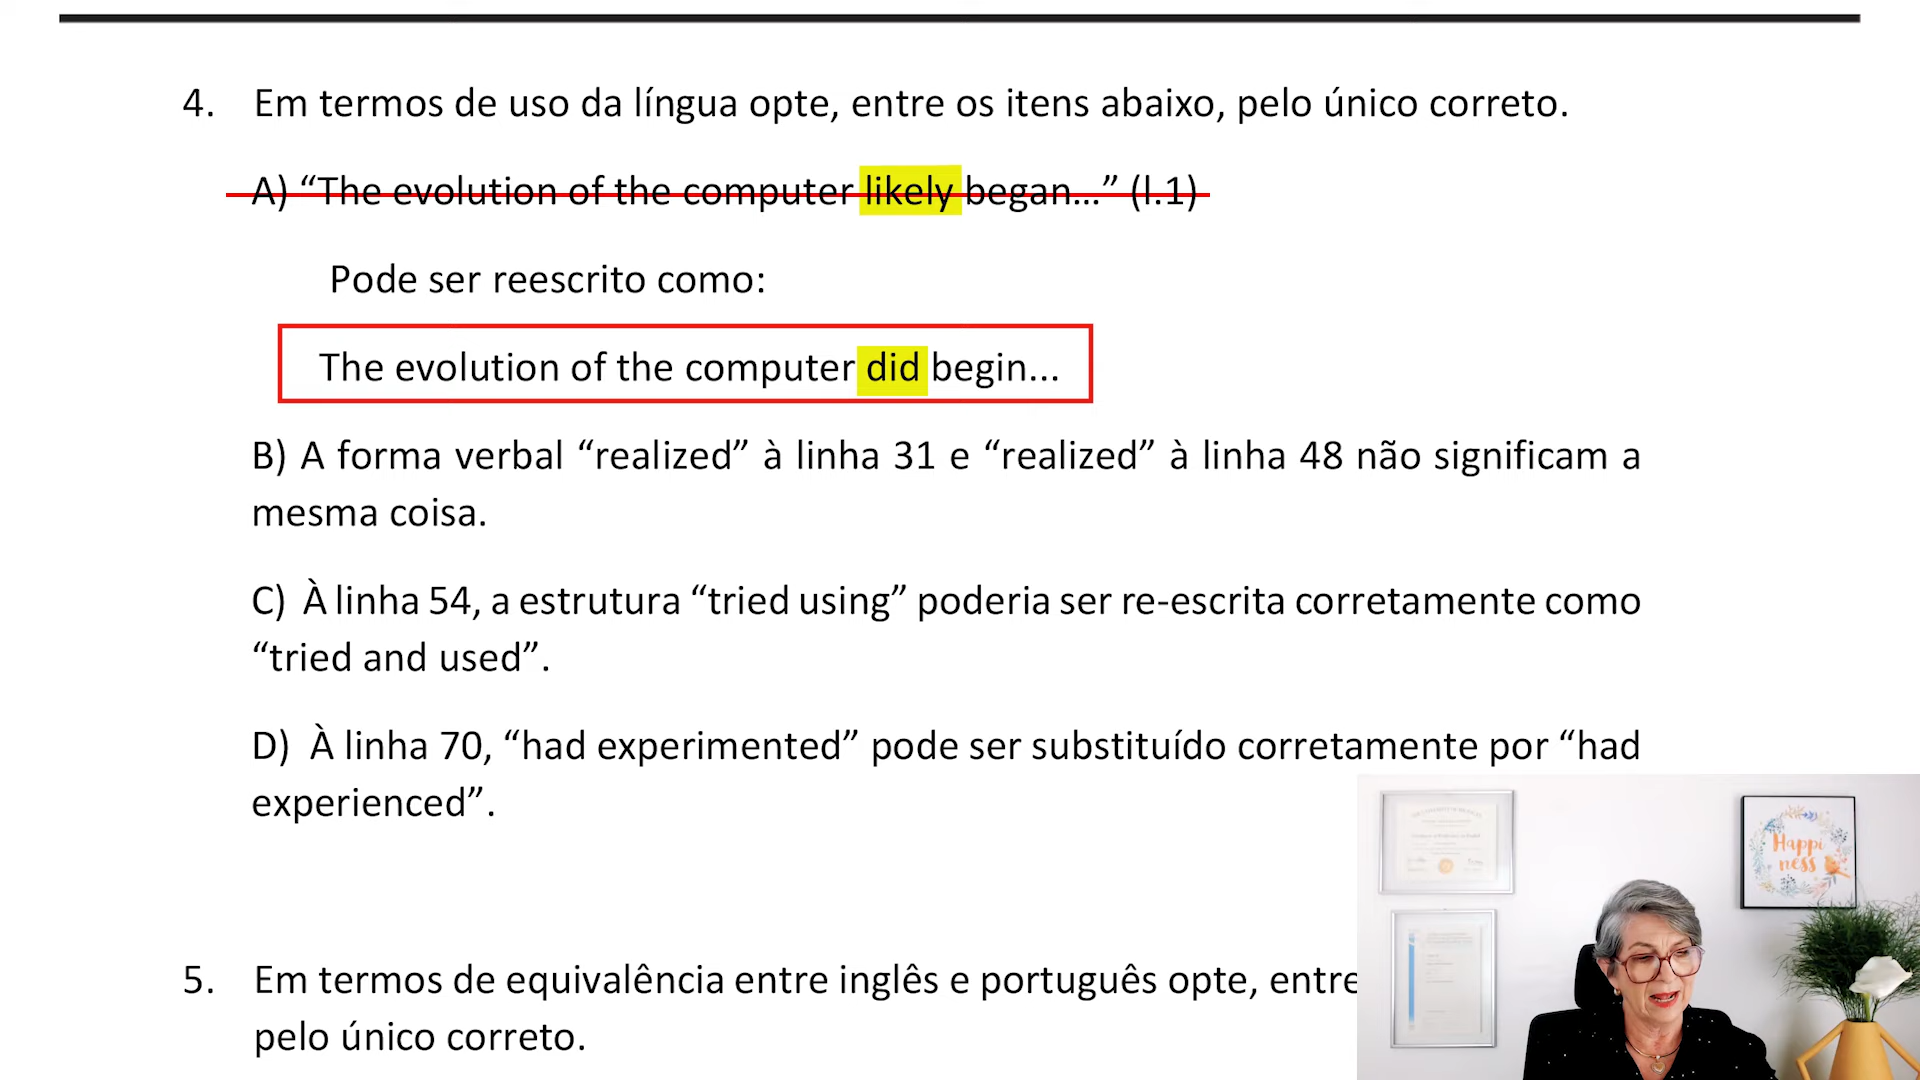 4. Em termos de uso da língua opte, entre os itens abaixo, pelo único correto.
A) “The evolution of the computer likely began...” (l.1)
Pode ser reescrito como:
The evolution of the computer did begin...
B) A forma verbal “realized” à linha 31 e “realized” à linha 48 não significam a
mesma coisa.
C) À linha 54, a estrutura “tried using” poderia ser re-escrita corretamente como
“tried and used”.
D) À linha 70, “had experimented” pode ser substituído corretamente por “had
experienced”.
Happi
ness
5. Em termos de equivalência entre inglês e português opte, entre
pelo único correto.